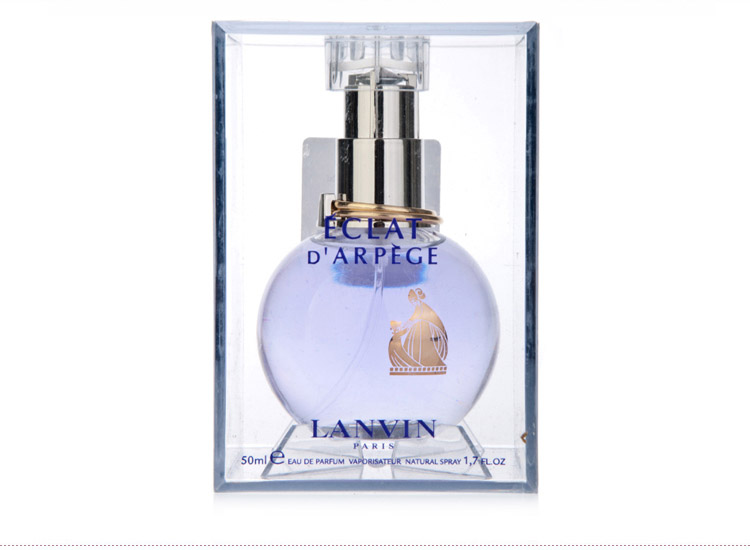 ÉCLAT
D'ARPÈGE
LANVIN
PARIS
50ml ℮ EAU DE PARFUM VAPORISATEUR NATURAL SPRAY 1,7 FL.OZ